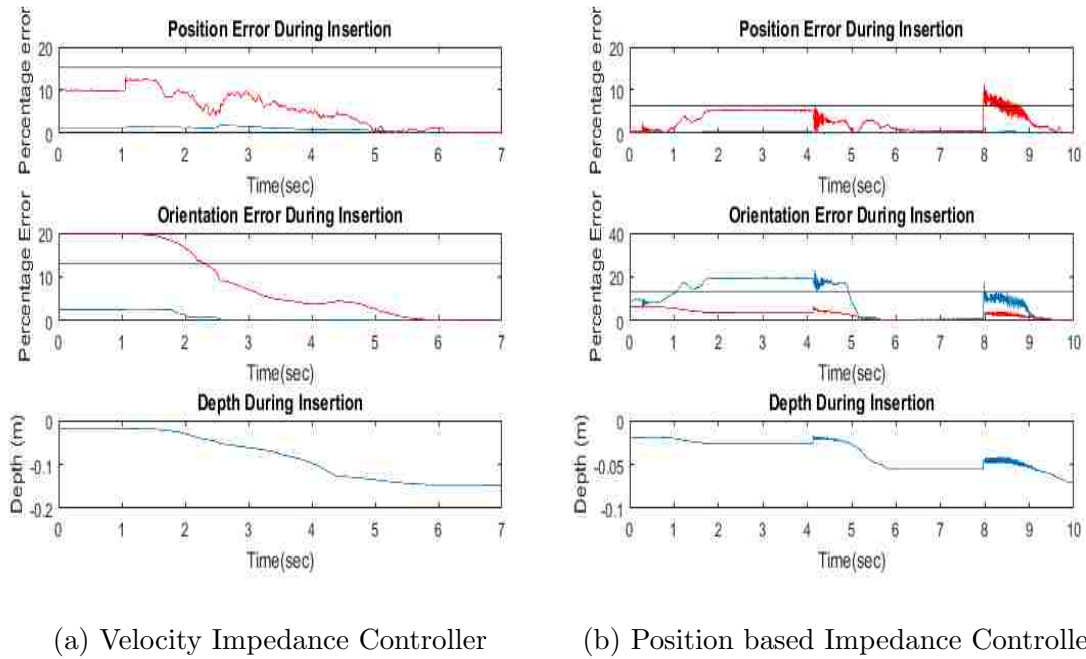 Position Error During Insertion
Percentage error
20
10
0
0 1 2 3 4 5 6 7
Time(sec)
Orientation Error During Insertion
Percentage Error
20
10
0
0 1 2 3 4 5 6 7
Time(sec)
Depth During Insertion
Depth (m)
0
-0.1
-0.2
0 1 2 3 4 5 6 7
Time(sec)
(a) Velocity Impedance Controller
Position Error During Insertion
Percentage error
20
10
0
0 1 2 3 4 5 6 7 8 9 10
Time(sec)
Orientation Error During Insertion
Percentage Error
40
20
0
0 1 2 3 4 5 6 7 8 9 10
Time(sec)
Depth During Insertion
Depth (m)
0
-0.05
-0.1
0 1 2 3 4 5 6 7 8 9 10
Time(sec)
(b) Position based Impedance Controlle